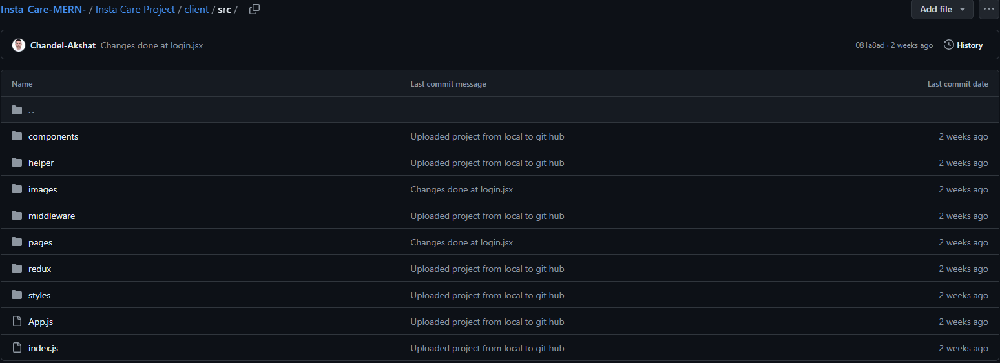 Insta_Care-MERN- / Insta Care Project / client / src / Add file ...
Chandel-Akshat Changes done at login.jsx 081a8ad · 2 weeks ago History
Name Last commit message Last commit date
..
components Uploaded project from local to git hub 2 weeks ago
helper Uploaded project from local to git hub 2 weeks ago
images Changes done at login.jsx 2 weeks ago
middleware Uploaded project from local to git hub 2 weeks ago
pages Changes done at login.jsx 2 weeks ago
redux Uploaded project from local to git hub 2 weeks ago
styles Uploaded project from local to git hub 2 weeks ago
App.js Uploaded project from local to git hub 2 weeks ago
index.js Uploaded project from local to git hub 2 weeks ago